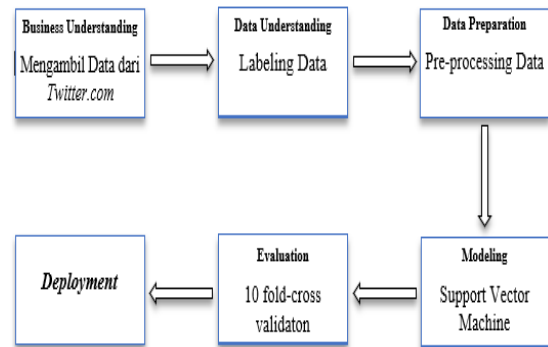 Business Understanding
Mengambil Data dari
Twitter.com
Data Understanding
Labeling Data
Data Preparation
Pre-processing Data
Modeling
Support Vector
Machine
Evaluation
10 fold-cross
validaton
Deployment